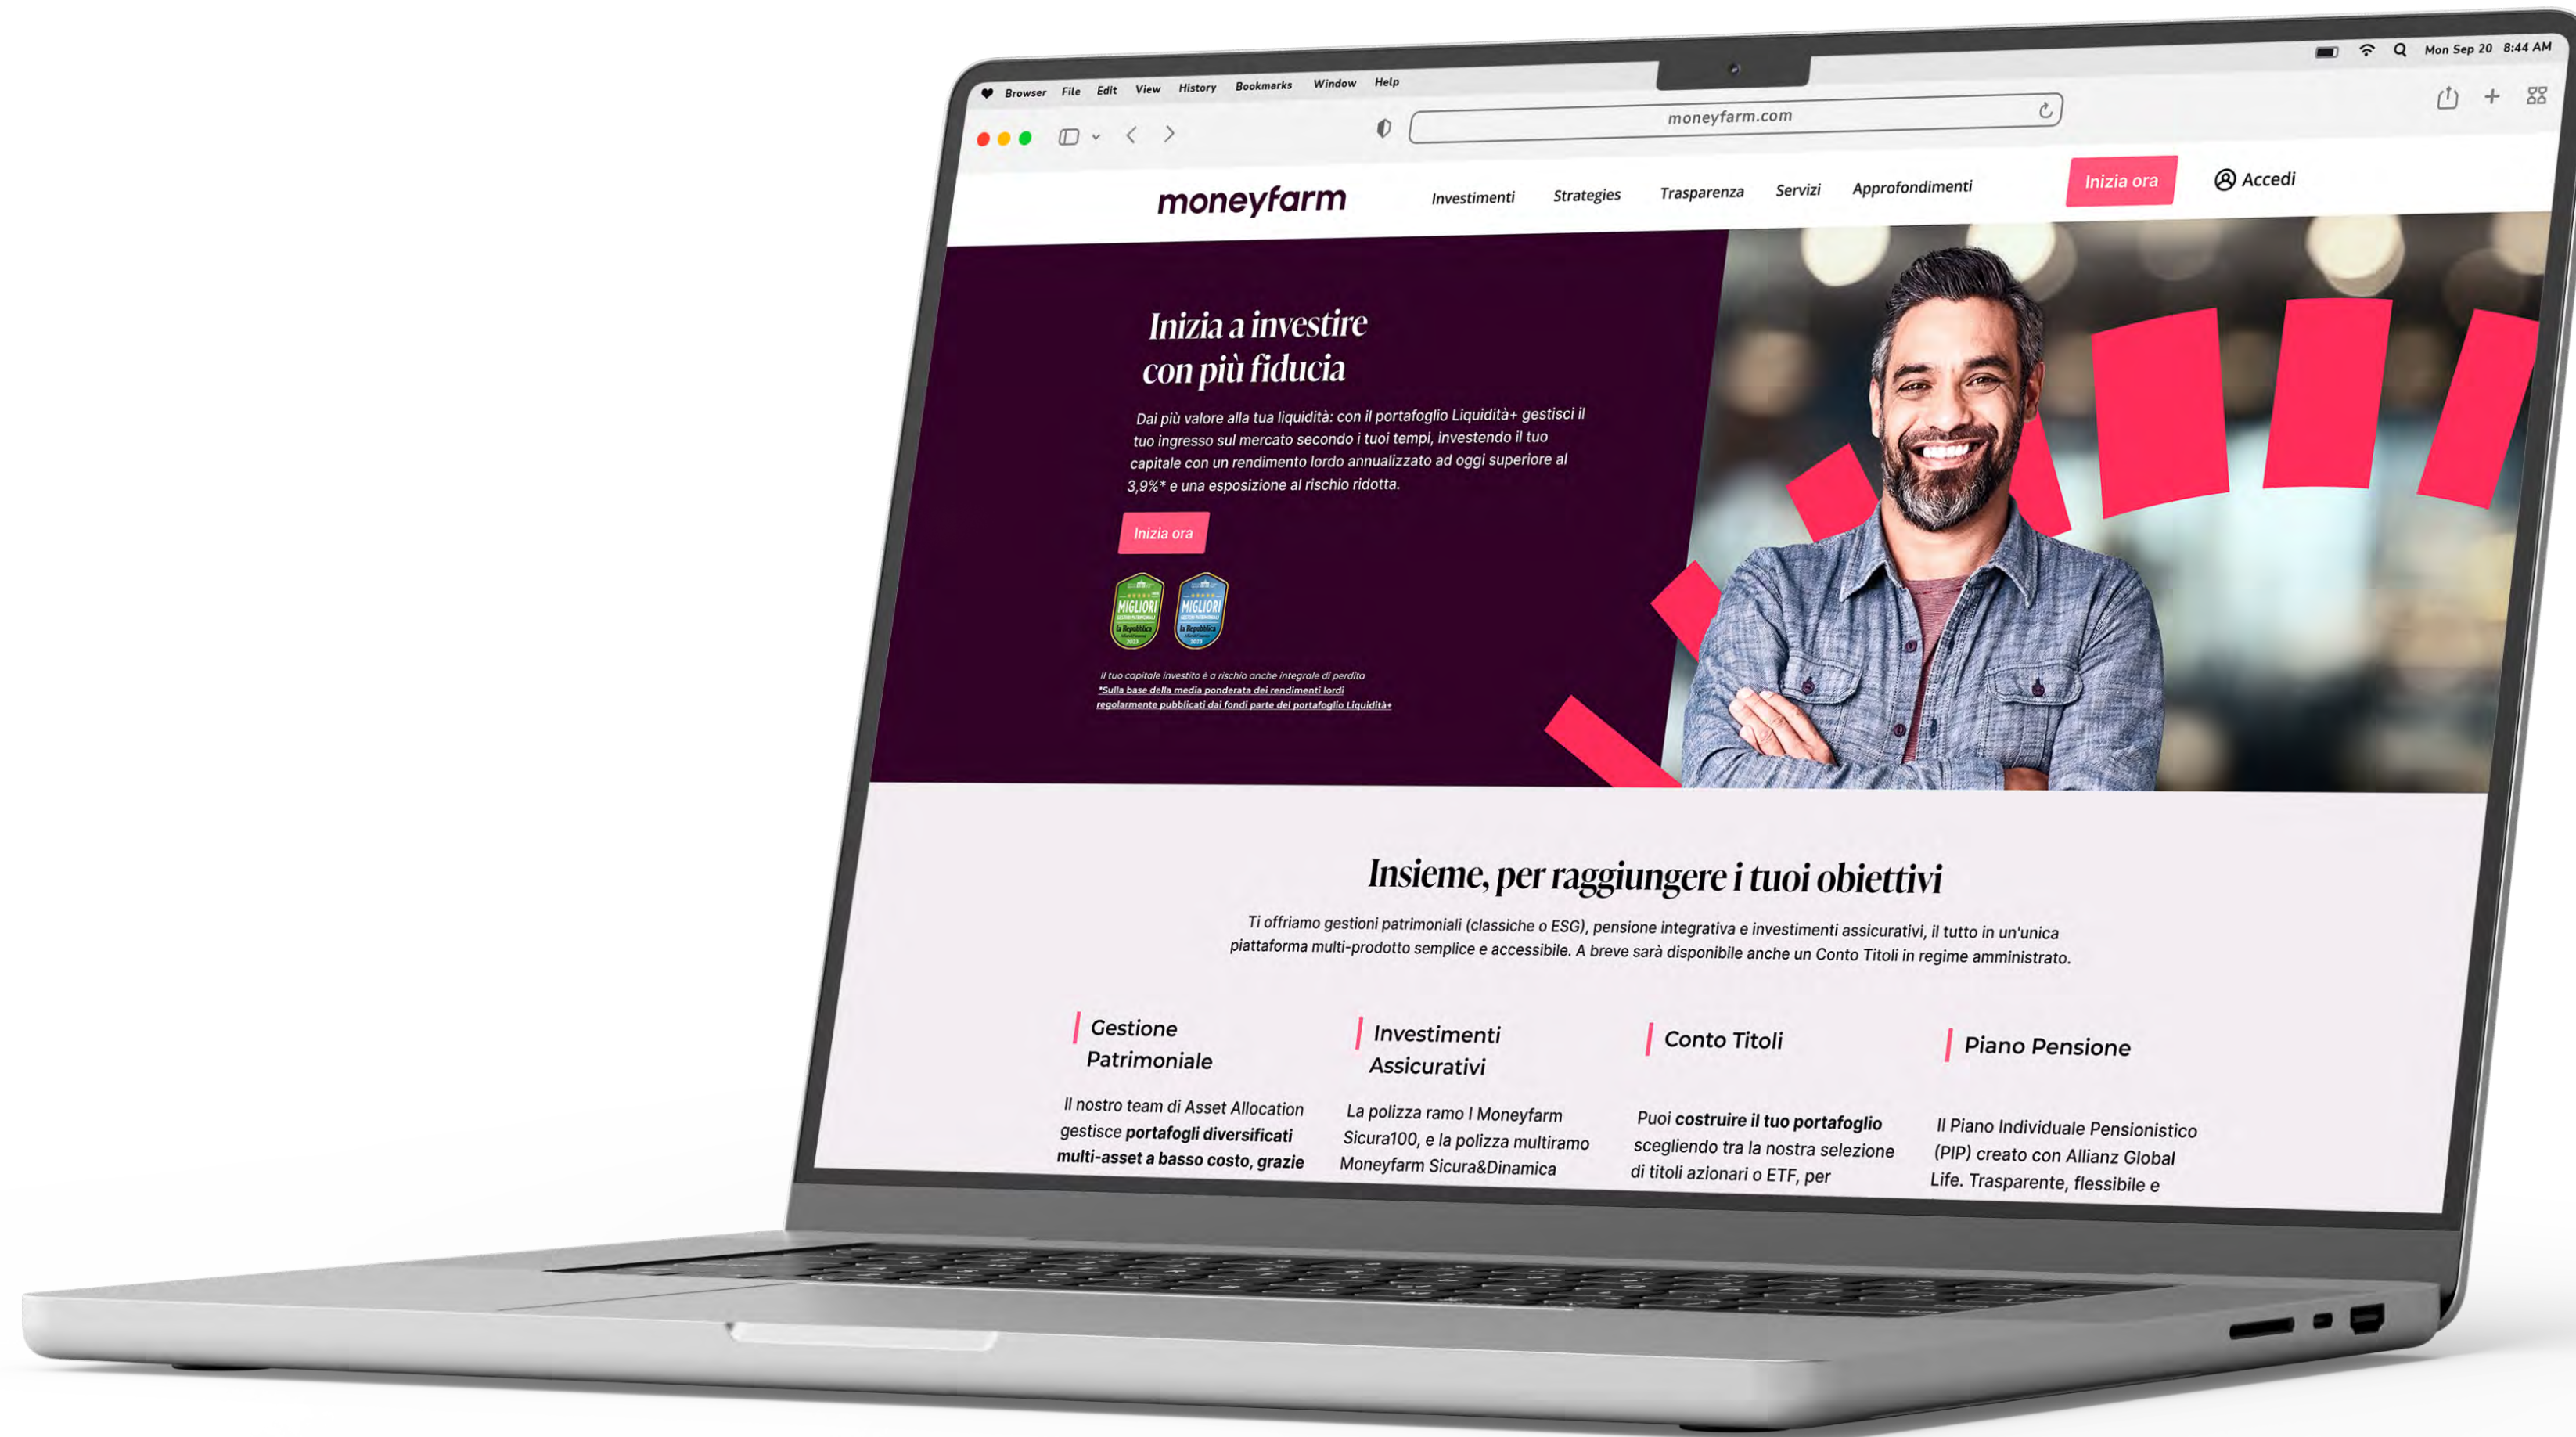 Browser File Edit View History Bookmarks Window Help
Mon Sep 20 8:44 AM
moneyfarm.com
moneyfarm
Investimenti Strategies Trasparenza Servizi Approfondimenti
Inizia ora
Accedi
Inizia a investire
con più fiducia
Dai più valore alla tua liquidità: con il portafoglio Liquidità+ gestisci il
tuo ingresso sul mercato secondo i tuoi tempi, investendo il tuo
capitale con un rendimento lordo annualizzato ad oggi superiore al
3,9%* e una esposizione al rischio ridotta.
Inizia ora
MIGLIORI
la Repubblica
2023
MIGLIORI
la Repubblica
2023
Il tuo capitale investito è a rischio anche integrale di perdita
*Sulla base della media ponderata dei rendimenti lordi
regolarmente pubblicati dai fondi parte del portafoglio Liquidità+
Insieme, per raggiungere i tuoi obiettivi
Ti offriamo gestioni patrimoniali (classiche o ESG), pensione integrativa e investimenti assicurativi, il tutto in un'unica
piattaforma multi-prodotto semplice e accessibile. A breve sarà disponibile anche un Conto Titoli in regime amministrato.
Gestione
Patrimoniale
Il nostro team di Asset Allocation
gestisce portafogli diversificati
multi-asset a basso costo, grazie
Investimenti
Assicurativi
La polizza ramo I Moneyfarm
Sicura100, e la polizza multiramo
Moneyfarm Sicura&Dinamica
Conto Titoli
Puoi costruire il tuo portafoglio
scegliendo tra la nostra selezione
di titoli azionari o ETF, per
Piano Pensione
Il Piano Individuale Pensionistico
(PIP) creato con Allianz Global
Life. Trasparente, flessibile e